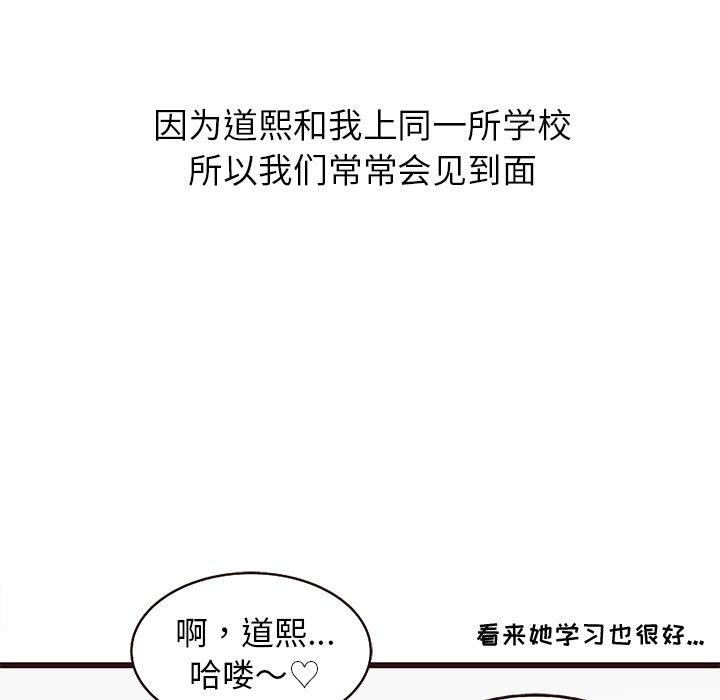 因为道熙和我上同一所学校
所以我们常常会见到面
啊，道熙...
哈喽～♡
看来她学习也很好...